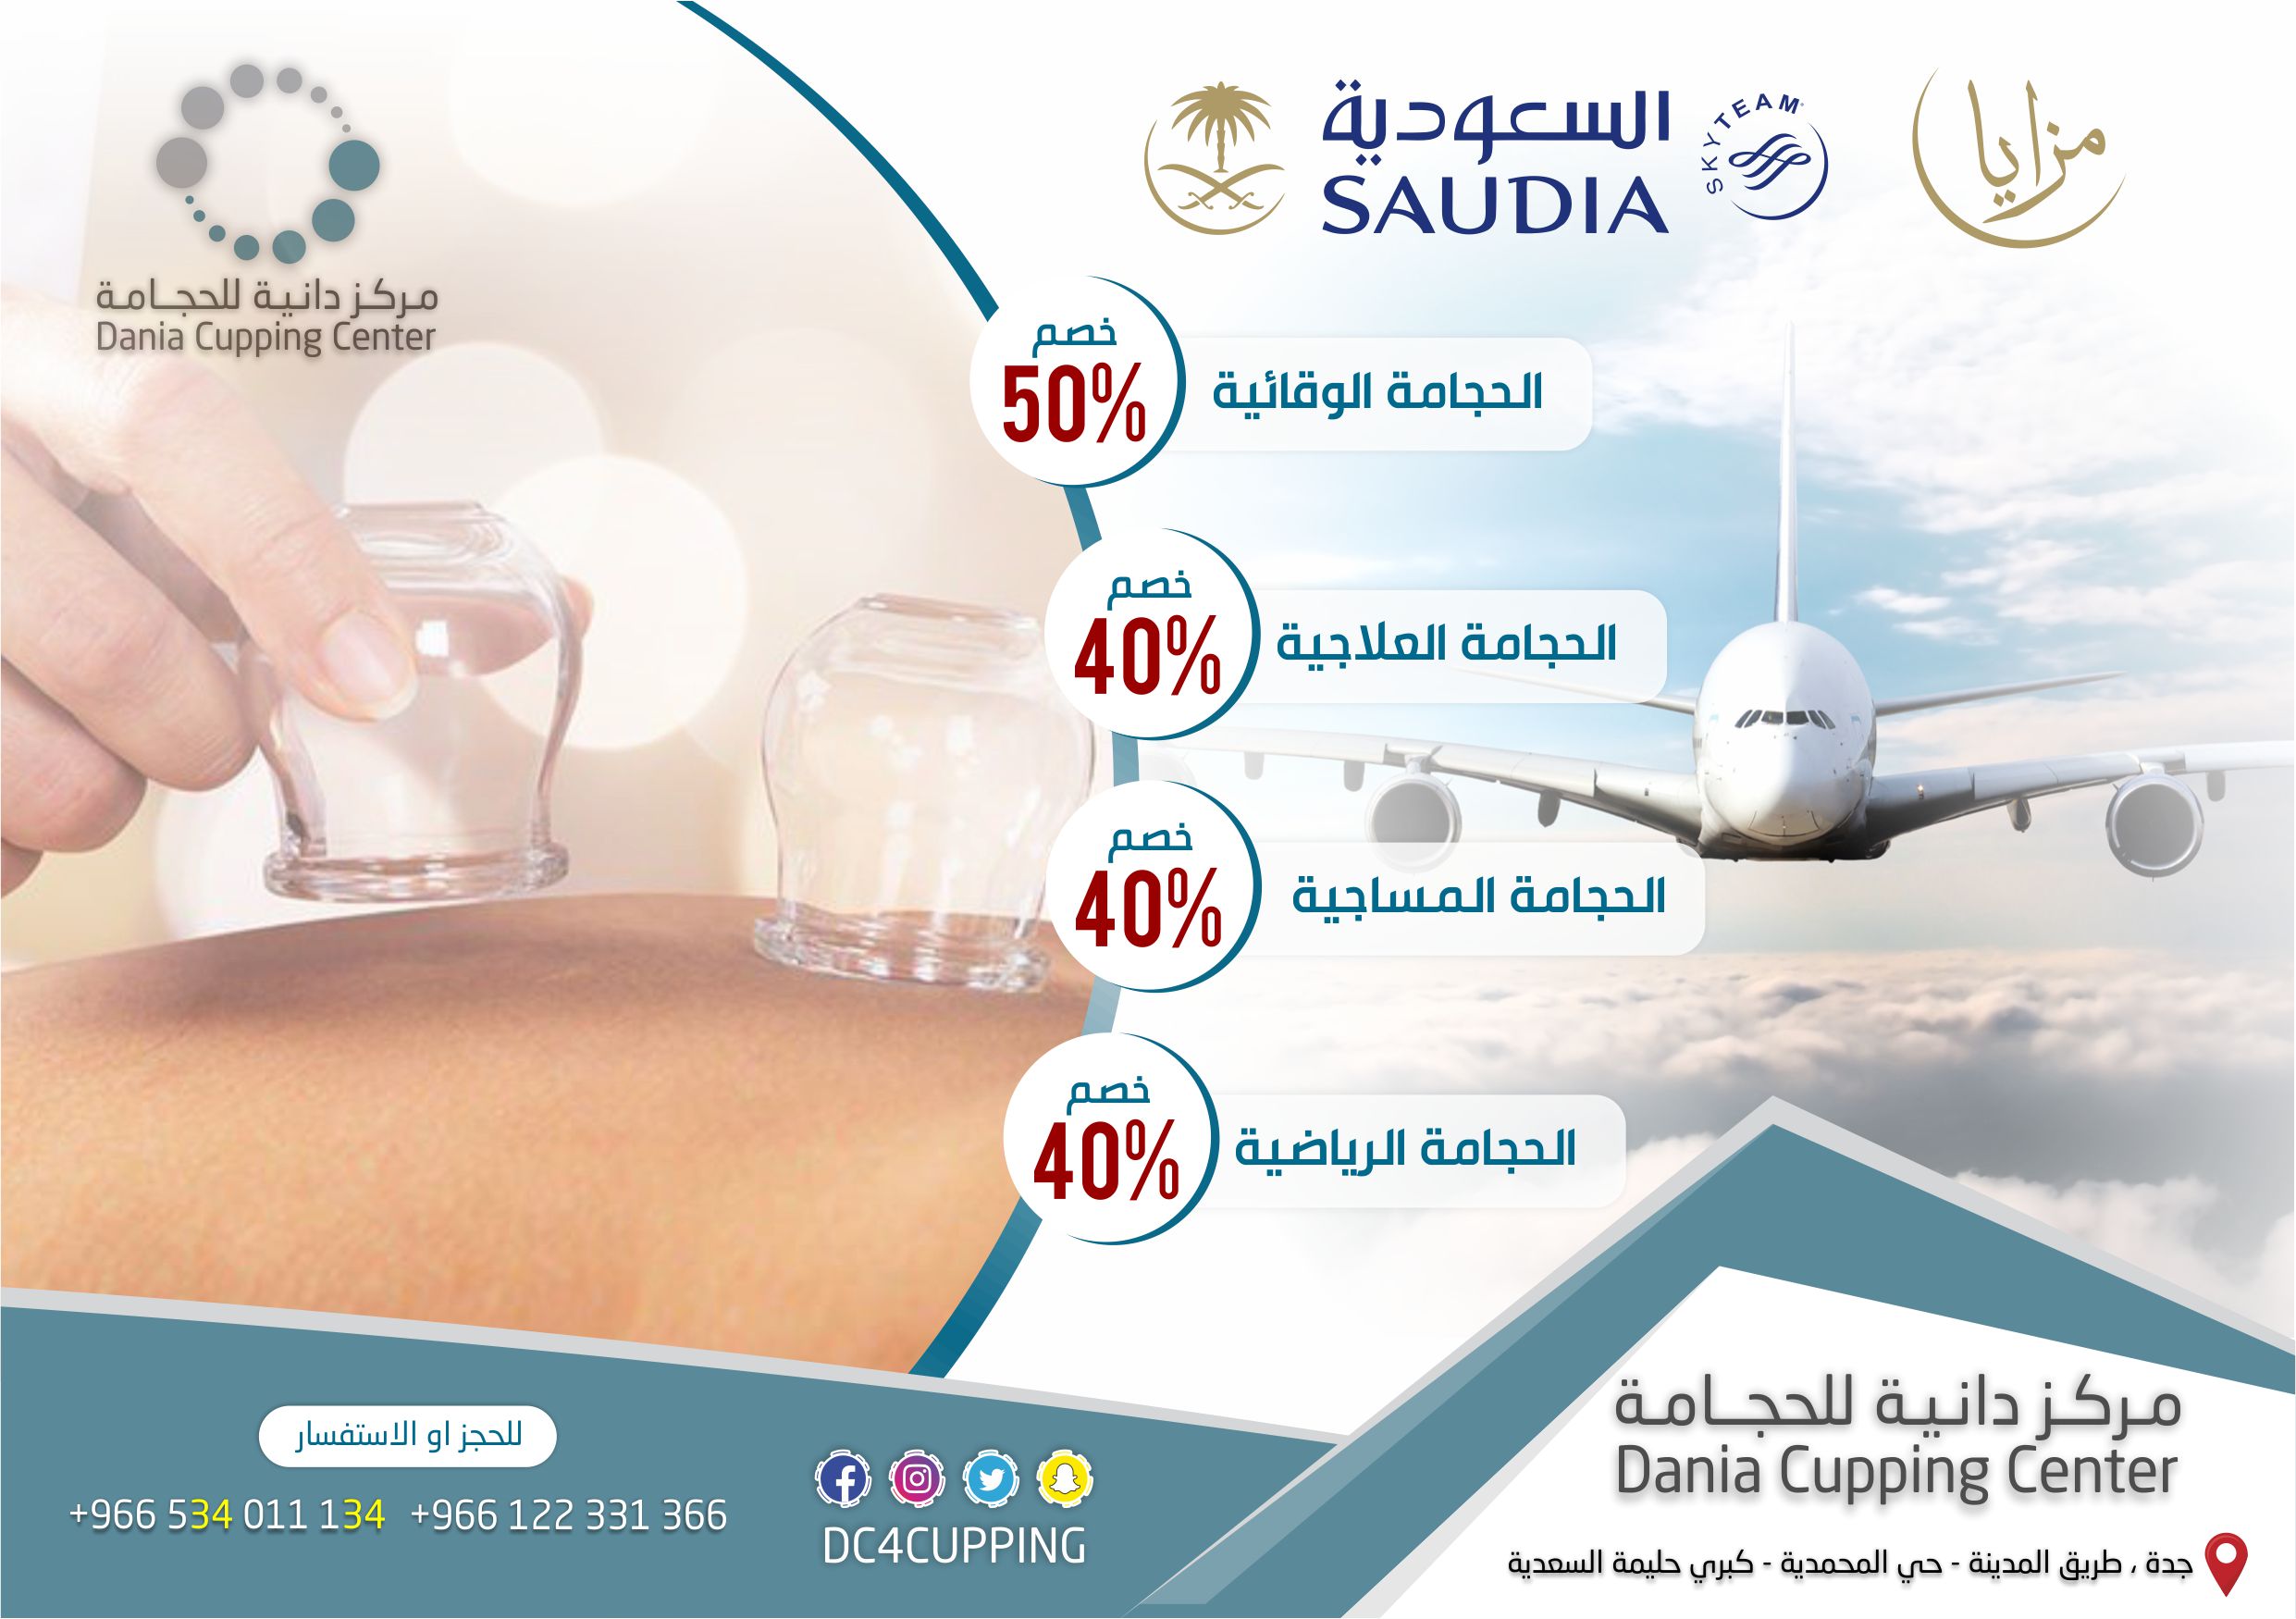 مركز دانية للحجامة
Dania Cupping Center
السعودية
SAUDIA
SKYTEAM
مزايا
خصم
50%
الحجامة الوقائية
خصم
40%
الحجامة العلاجية
خصم
40%
الحجامة المساجية
خصم
40%
الحجامة الرياضية
للحجز او الاستفسار
+966 534 011 134 +966 122 331 366
DC4CUPPING
مركز دانية للحجامة
Dania Cupping Center
جدة ، طريق المدينة - حي المحمدية - كبري حليمة السعدية